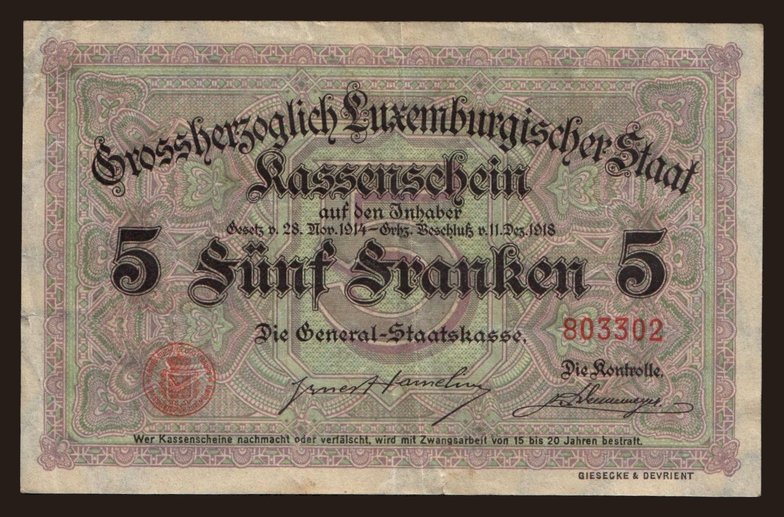 Grossherzoglich Luxemburgischer Staat
Kassenschein
auf den Inhaber
Gesetz v. 28. Nov. 1914 – Grhz. Beschluß v. 11. Dez. 1918
5 Fünf Franken 5
Die General-Staatskasse.
803302
Die Kontrolle.
Wer Kassenscheine nachmacht oder verfälscht, wird mit Zwangsarbeit von 15 bis 20 Jahren bestraft.
GIESECKE & DEVRIENT